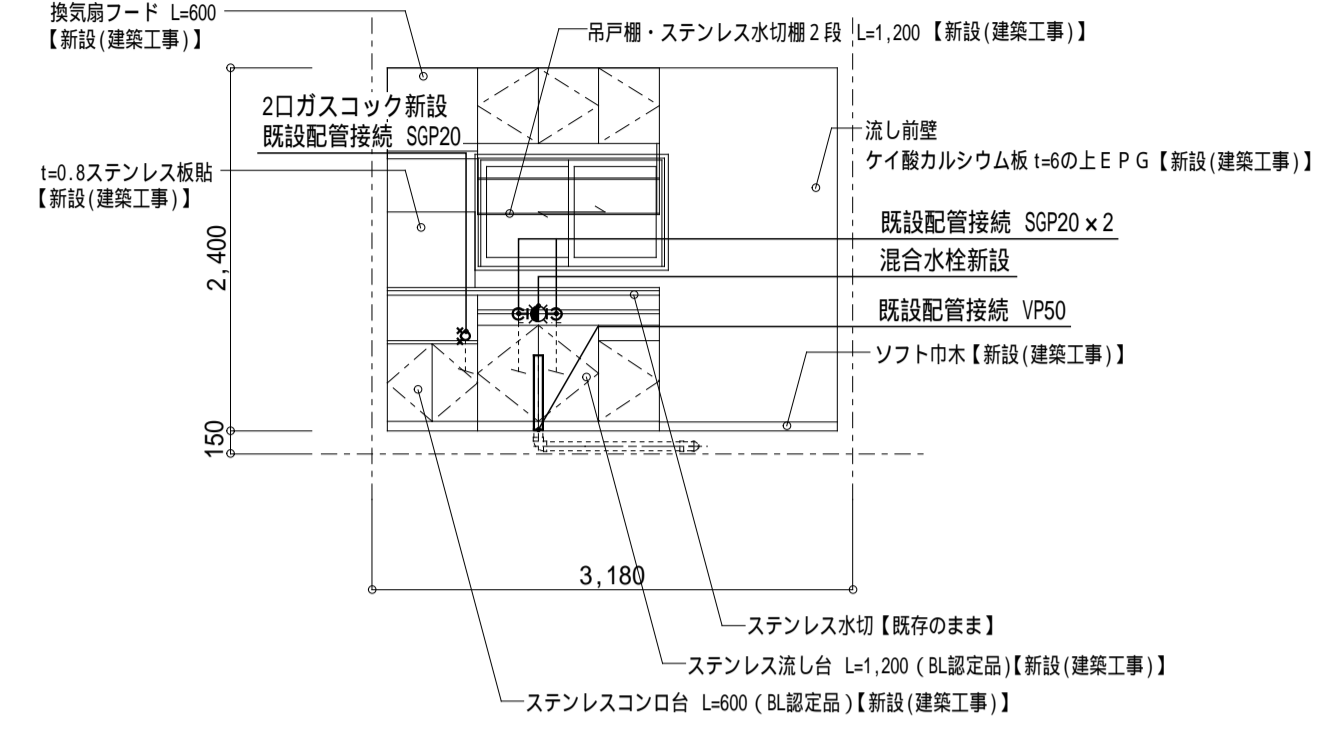 換気扇フード L=600
【新設(建築工事)】
吊戸棚・ステンレス水切棚２段 L=1,200【新設(建築工事)】
2口ガスコック新設
既設配管接続 SGP20
流し前壁
ケイ酸カルシウム板 t=6の上ＥＰＧ【新設(建築工事)】
t=0.8ステンレス板貼
【新設(建築工事)】
既設配管接続 SGP20×2
混合水栓新設
2,400
既設配管接続 VP50
ソフト巾木【新設(建築工事)】
150
3,180
ステンレス水切【既存のまま】
ステンレス流し台 L=1,200（BL認定品)【新設(建築工事)】
ステンレスコンロ台 L=600（BL認定品)【新設(建築工事)】